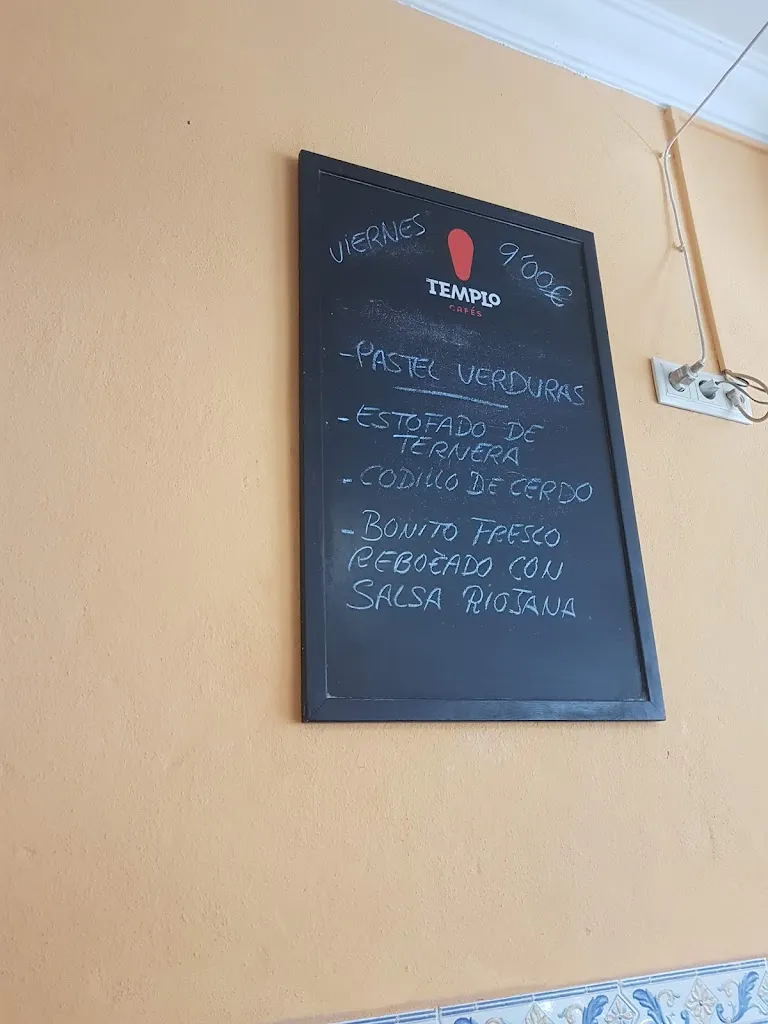 VIERNES
9'00€
TEMPLO
CAFÉS
- PASTEL VERDURAS
- ESTOFADO DE
TERNERA
- CODILLO DE CERDO
- BONITO FRESCO
REBOZADO CON
SALSA RIOJANA